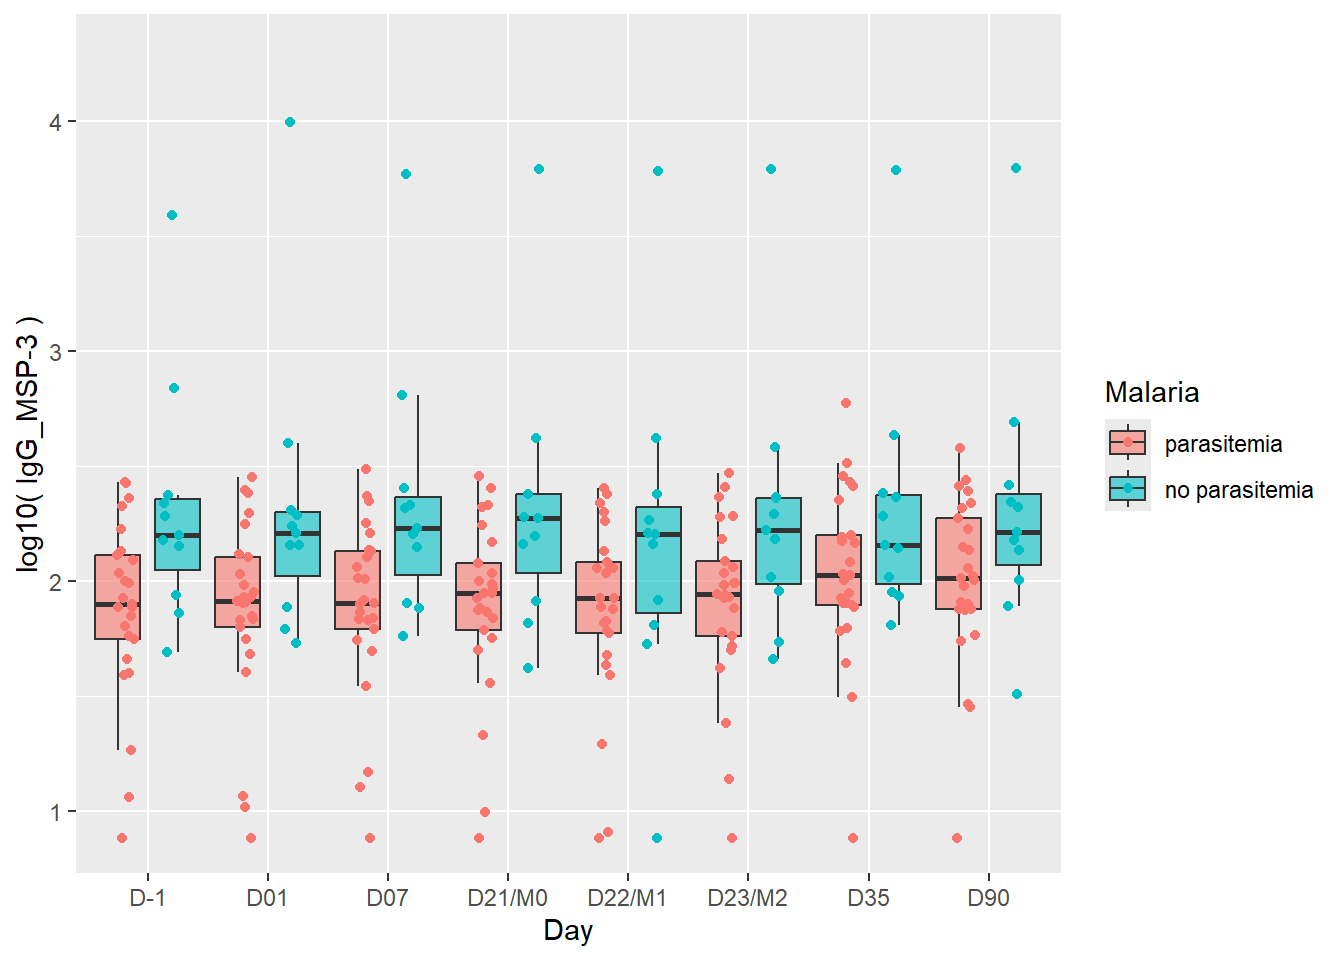 log10( IgG_MSP-3 )
4
3
2
1
D-1 D01 D07 D21/M0 D22/M1 D23/M2 D35 D90
Day
Malaria
parasitemia
no parasitemia